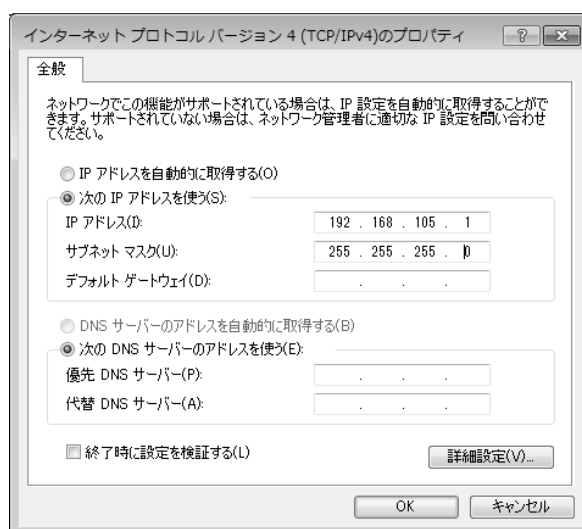 インターネット プロトコル バージョン 4 (TCP/IPv4)のプロパティ
全般
ネットワークでこの機能がサポートされている場合は、IP 設定を自動的に取得することがで
きます。サポートされていない場合は、ネットワーク管理者に適切な IP 設定を問い合わせ
てください。
IP アドレスを自動的に取得する(O)
次の IP アドレスを使う(S):
IP アドレス(I): 192 . 168 . 105 . 1
サブネット マスク(U): 255 . 255 . 255 . 0
デフォルト ゲートウェイ(D): . . .
DNS サーバーのアドレスを自動的に取得する(B)
次の DNS サーバーのアドレスを使う(E):
優先 DNS サーバー(P): . . .
代替 DNS サーバー(A): . . .
終了時に設定を検証する(L)
詳細設定(V)...
OK キャンセル